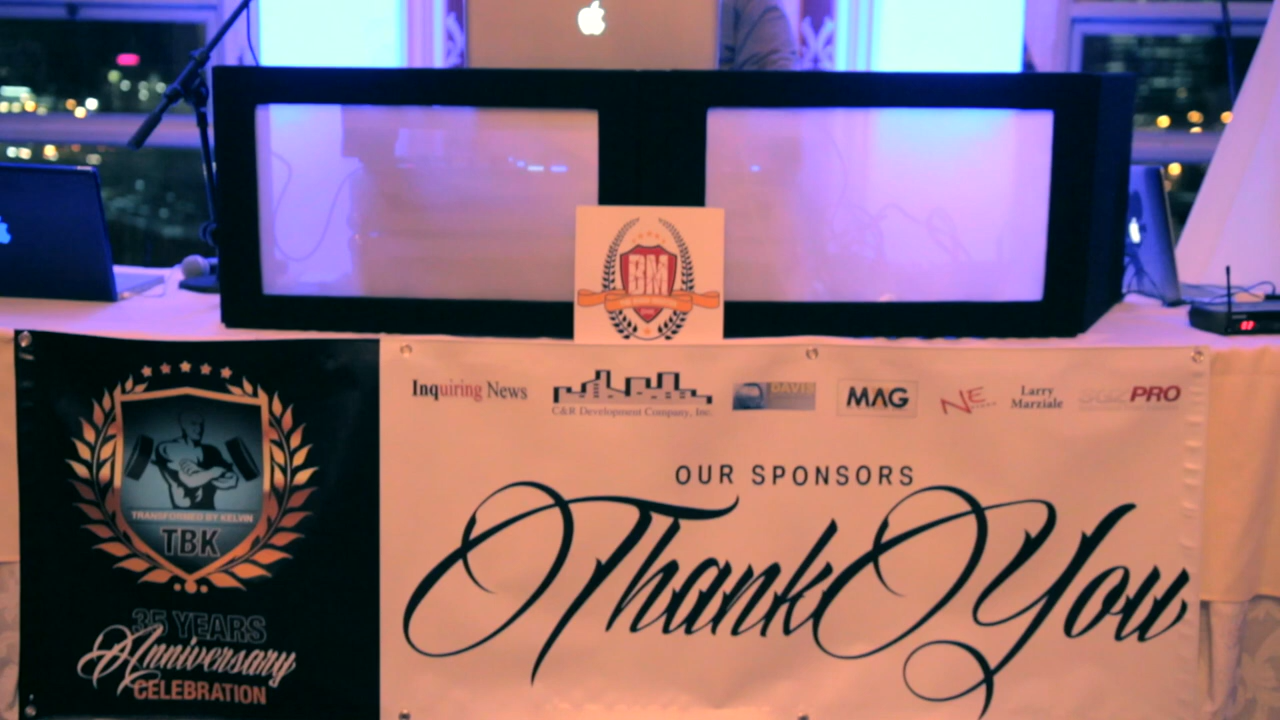 BM
Inquiring News
C&R Development Company, Inc.
DAVIS
MAG
NE
Larry
Marziale
PRO
OUR SPONSORS
Thank You
TRANSFORMED BY KELVIN
TBK
35 YEARS
Anniversary
CELEBRATION